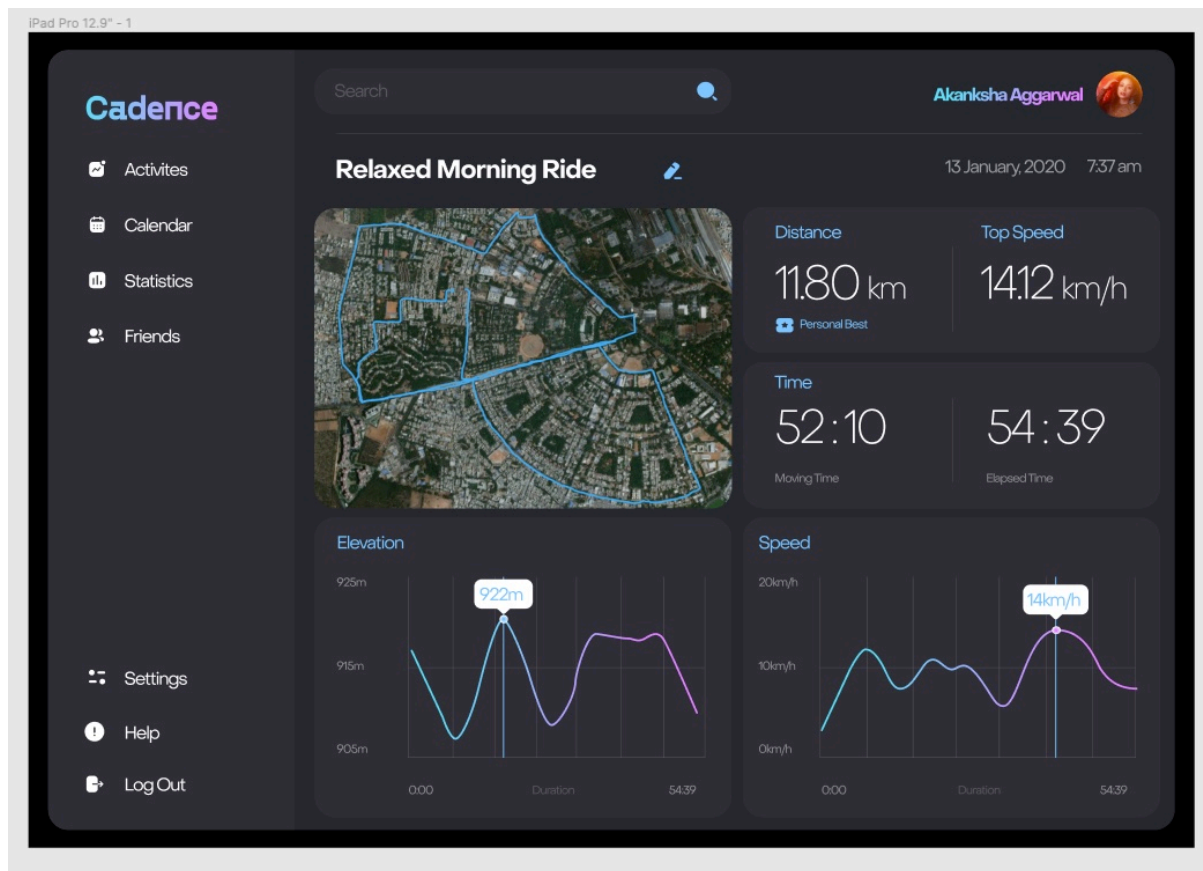 iPad Pro 12.9" - 1
Cadence
Activites
Calendar
Statistics
Friends
Settings
Help
Log Out
Search
Akanksha Aggarwal
Relaxed Morning Ride
13 January, 2020 7:37 am
Distance
11.80 km
Personal Best
Top Speed
14.12 km/h
Time
52:10
Moving Time
54:39
Elapsed Time
Elevation
925m
922m
915m
905m
0:00 Duration 54:39
Speed
20km/h
14km/h
10km/h
0km/h
0:00 Duration 54:39